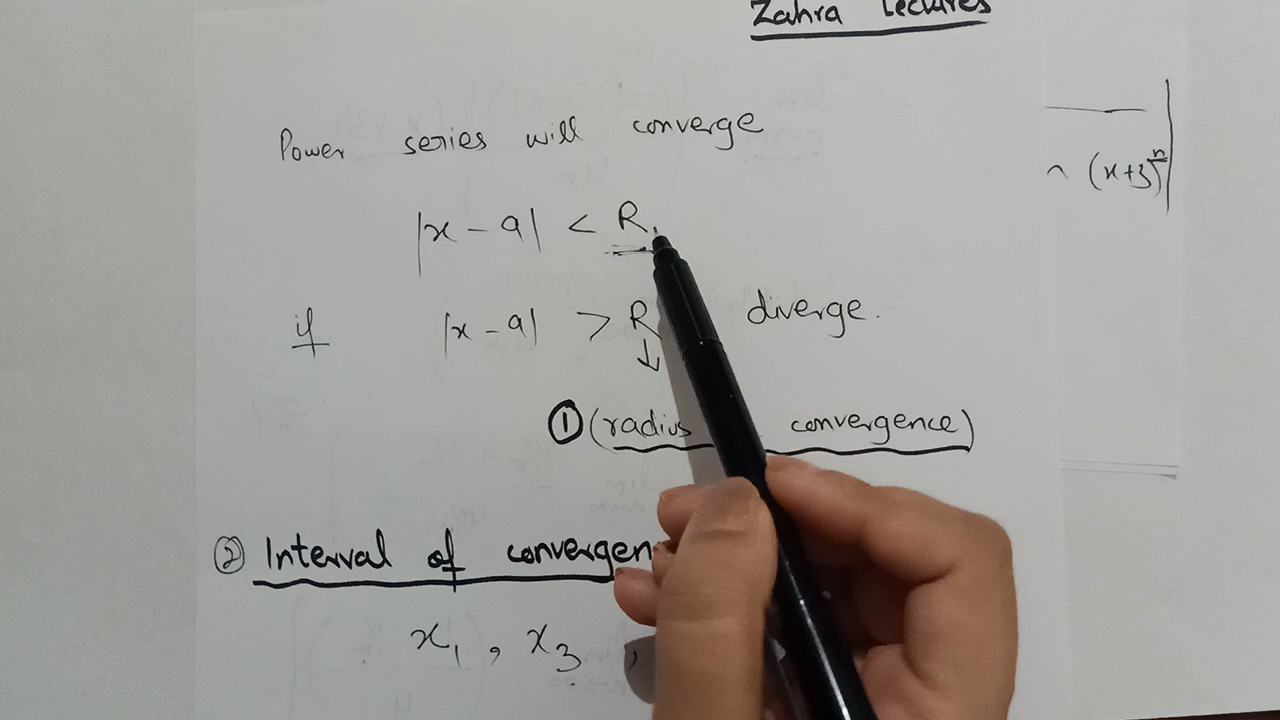 Zahra Lectures
Power series will converge
|x - a| < R
n (x+3)^n
if |x - a| > R diverge.
① (radius convergence)
② Interval of convergen
x₁, x₃,